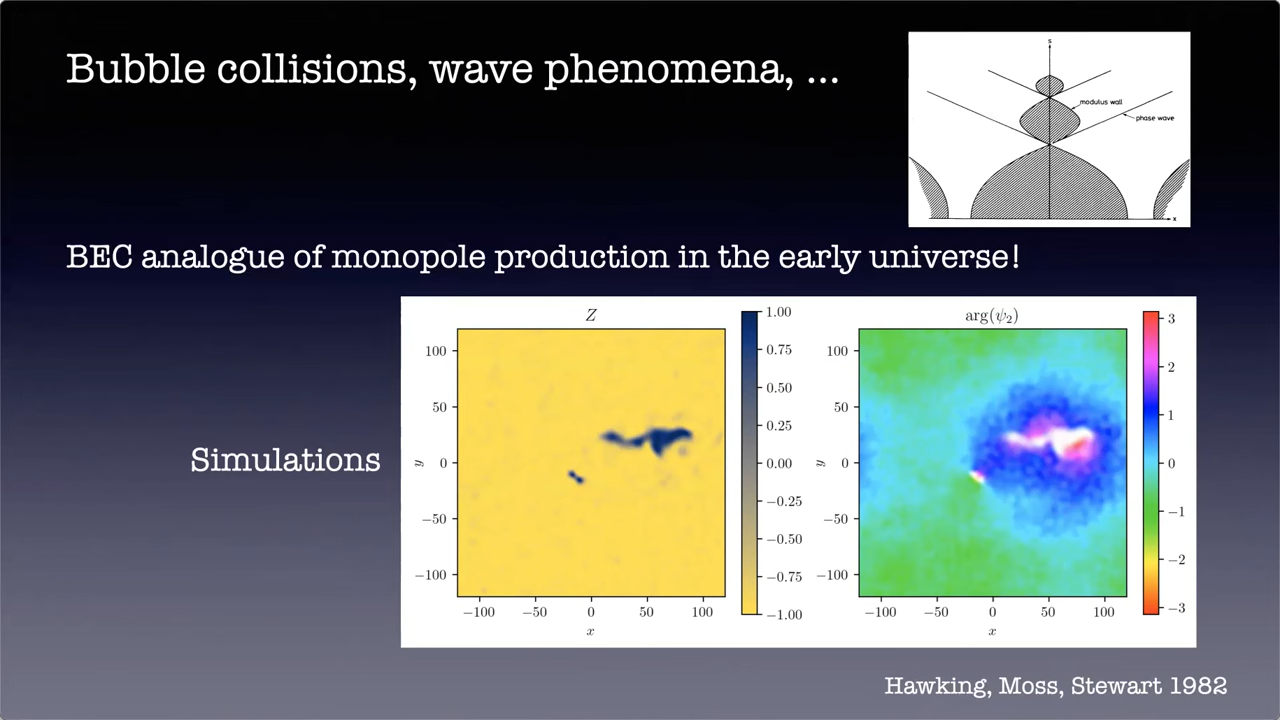 Bubble collisions, wave phenomena, ...
s
modulus wall
phase wave
x
BEC analogue of monopole production in the early universe!
Simulations
Z
100
50
0
−50
−100
y
−100 −50 0 50 100
x
1.00
0.75
0.50
0.25
0.00
−0.25
−0.50
−0.75
−1.00
arg(ψ₂)
100
50
0
−50
−100
y
−100 −50 0 50 100
x
3
2
1
0
−1
−2
−3
Hawking, Moss, Stewart 1982